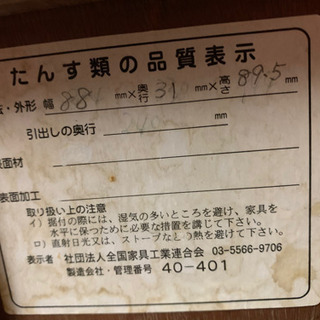 たんす類の品質表示
法・外形 幅 881 mm×奥行 310 mm×高さ 89.5 mm
引出しの奥行 mm
表面材
表面加工
取り扱い上の注意
イ）据付の際には、湿気の多いところを避け、家具を
水平に保つために必要な措置を講じて下さい。
ロ）直射日光又は、ストーブなどの熱を避けて下さい。
表示者 社団法人全国家具工業連合会 03-5566-9706
製造会社・管理番号 40-401